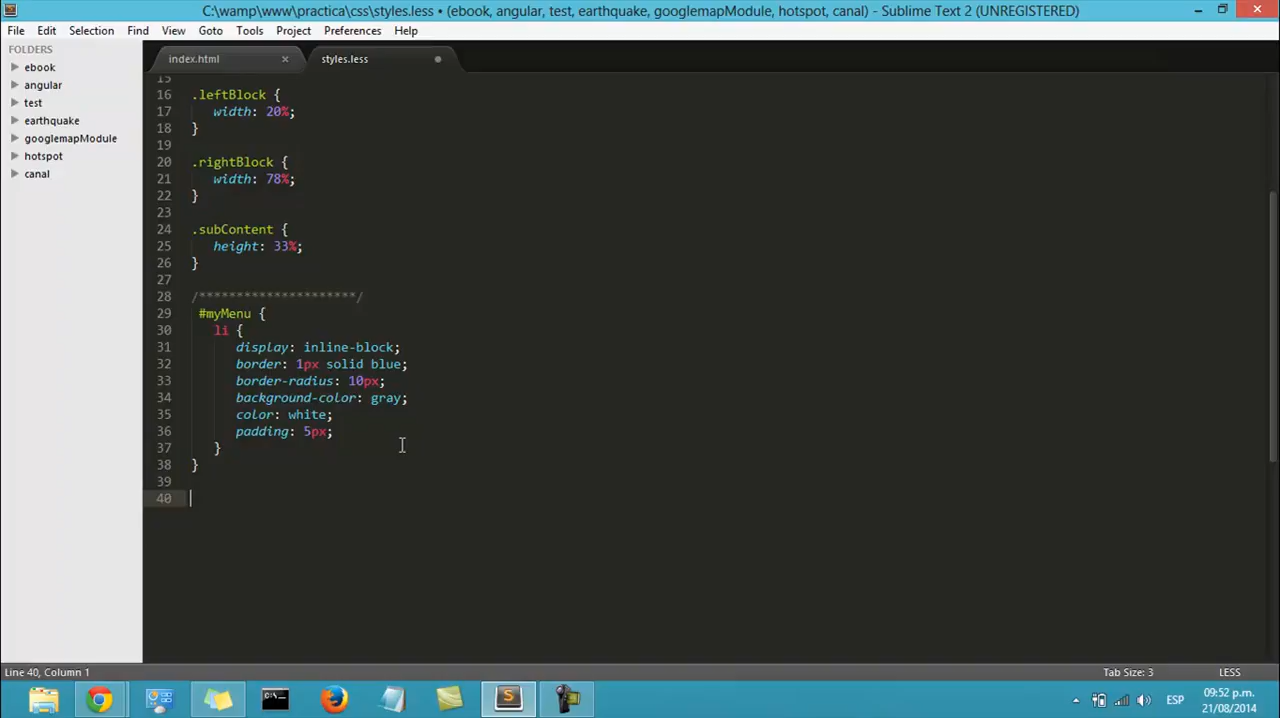 C:\wamp\www\practica\css\styles.less • (ebook, angular, test, earthquake, googlemapModule, hotspot, canal) - Sublime Text 2 (UNREGISTERED)
File Edit Selection Find View Goto Tools Project Preferences Help
FOLDERS
ebook
angular
test
earthquake
googlemapModule
hotspot
canal
index.html × styles.less
15
16 .leftBlock {
17 width: 20%;
18 }
19
20 .rightBlock {
21 width: 78%;
22 }
23
24 .subContent {
25 height: 33%;
26 }
27
28 /*********************/
29 #myMenu {
30 li {
31 display: inline-block;
32 border: 1px solid blue;
33 border-radius: 10px;
34 background-color: gray;
35 color: white;
36 padding: 5px;
37 }
38 }
39
40
Line 40, Column 1 Tab Size: 3 LESS
ESP
09:52 p.m.
21/08/2014